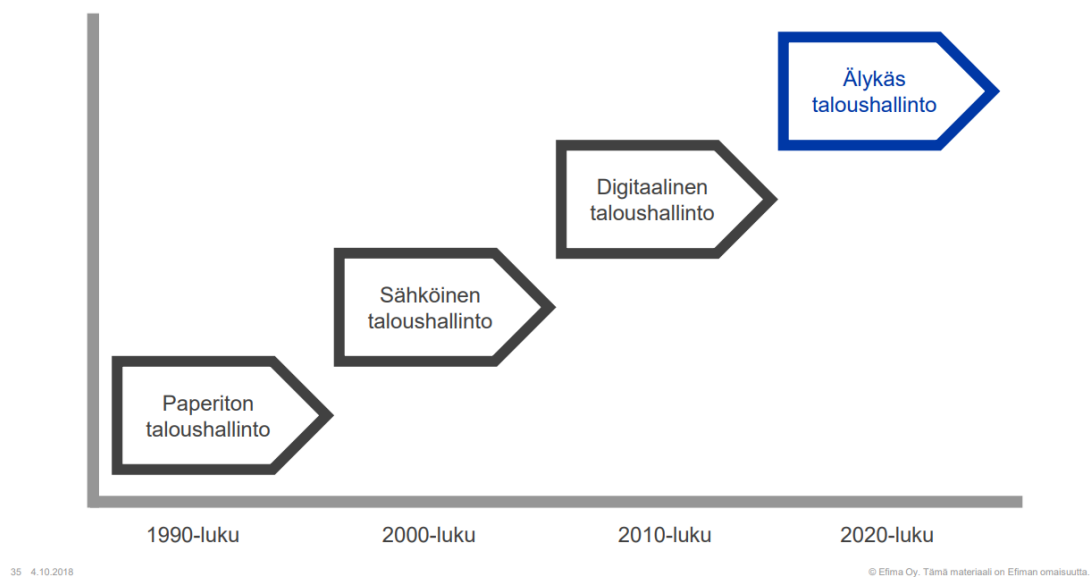 Älykäs
taloushallinto
Digitaalinen
taloushallinto
Sähköinen
taloushallinto
Paperiton
taloushallinto
1990-luku 2000-luku 2010-luku 2020-luku
35 4.10.2018 © Efima Oy. Tämä materiaali on Efiman omaisuutta.